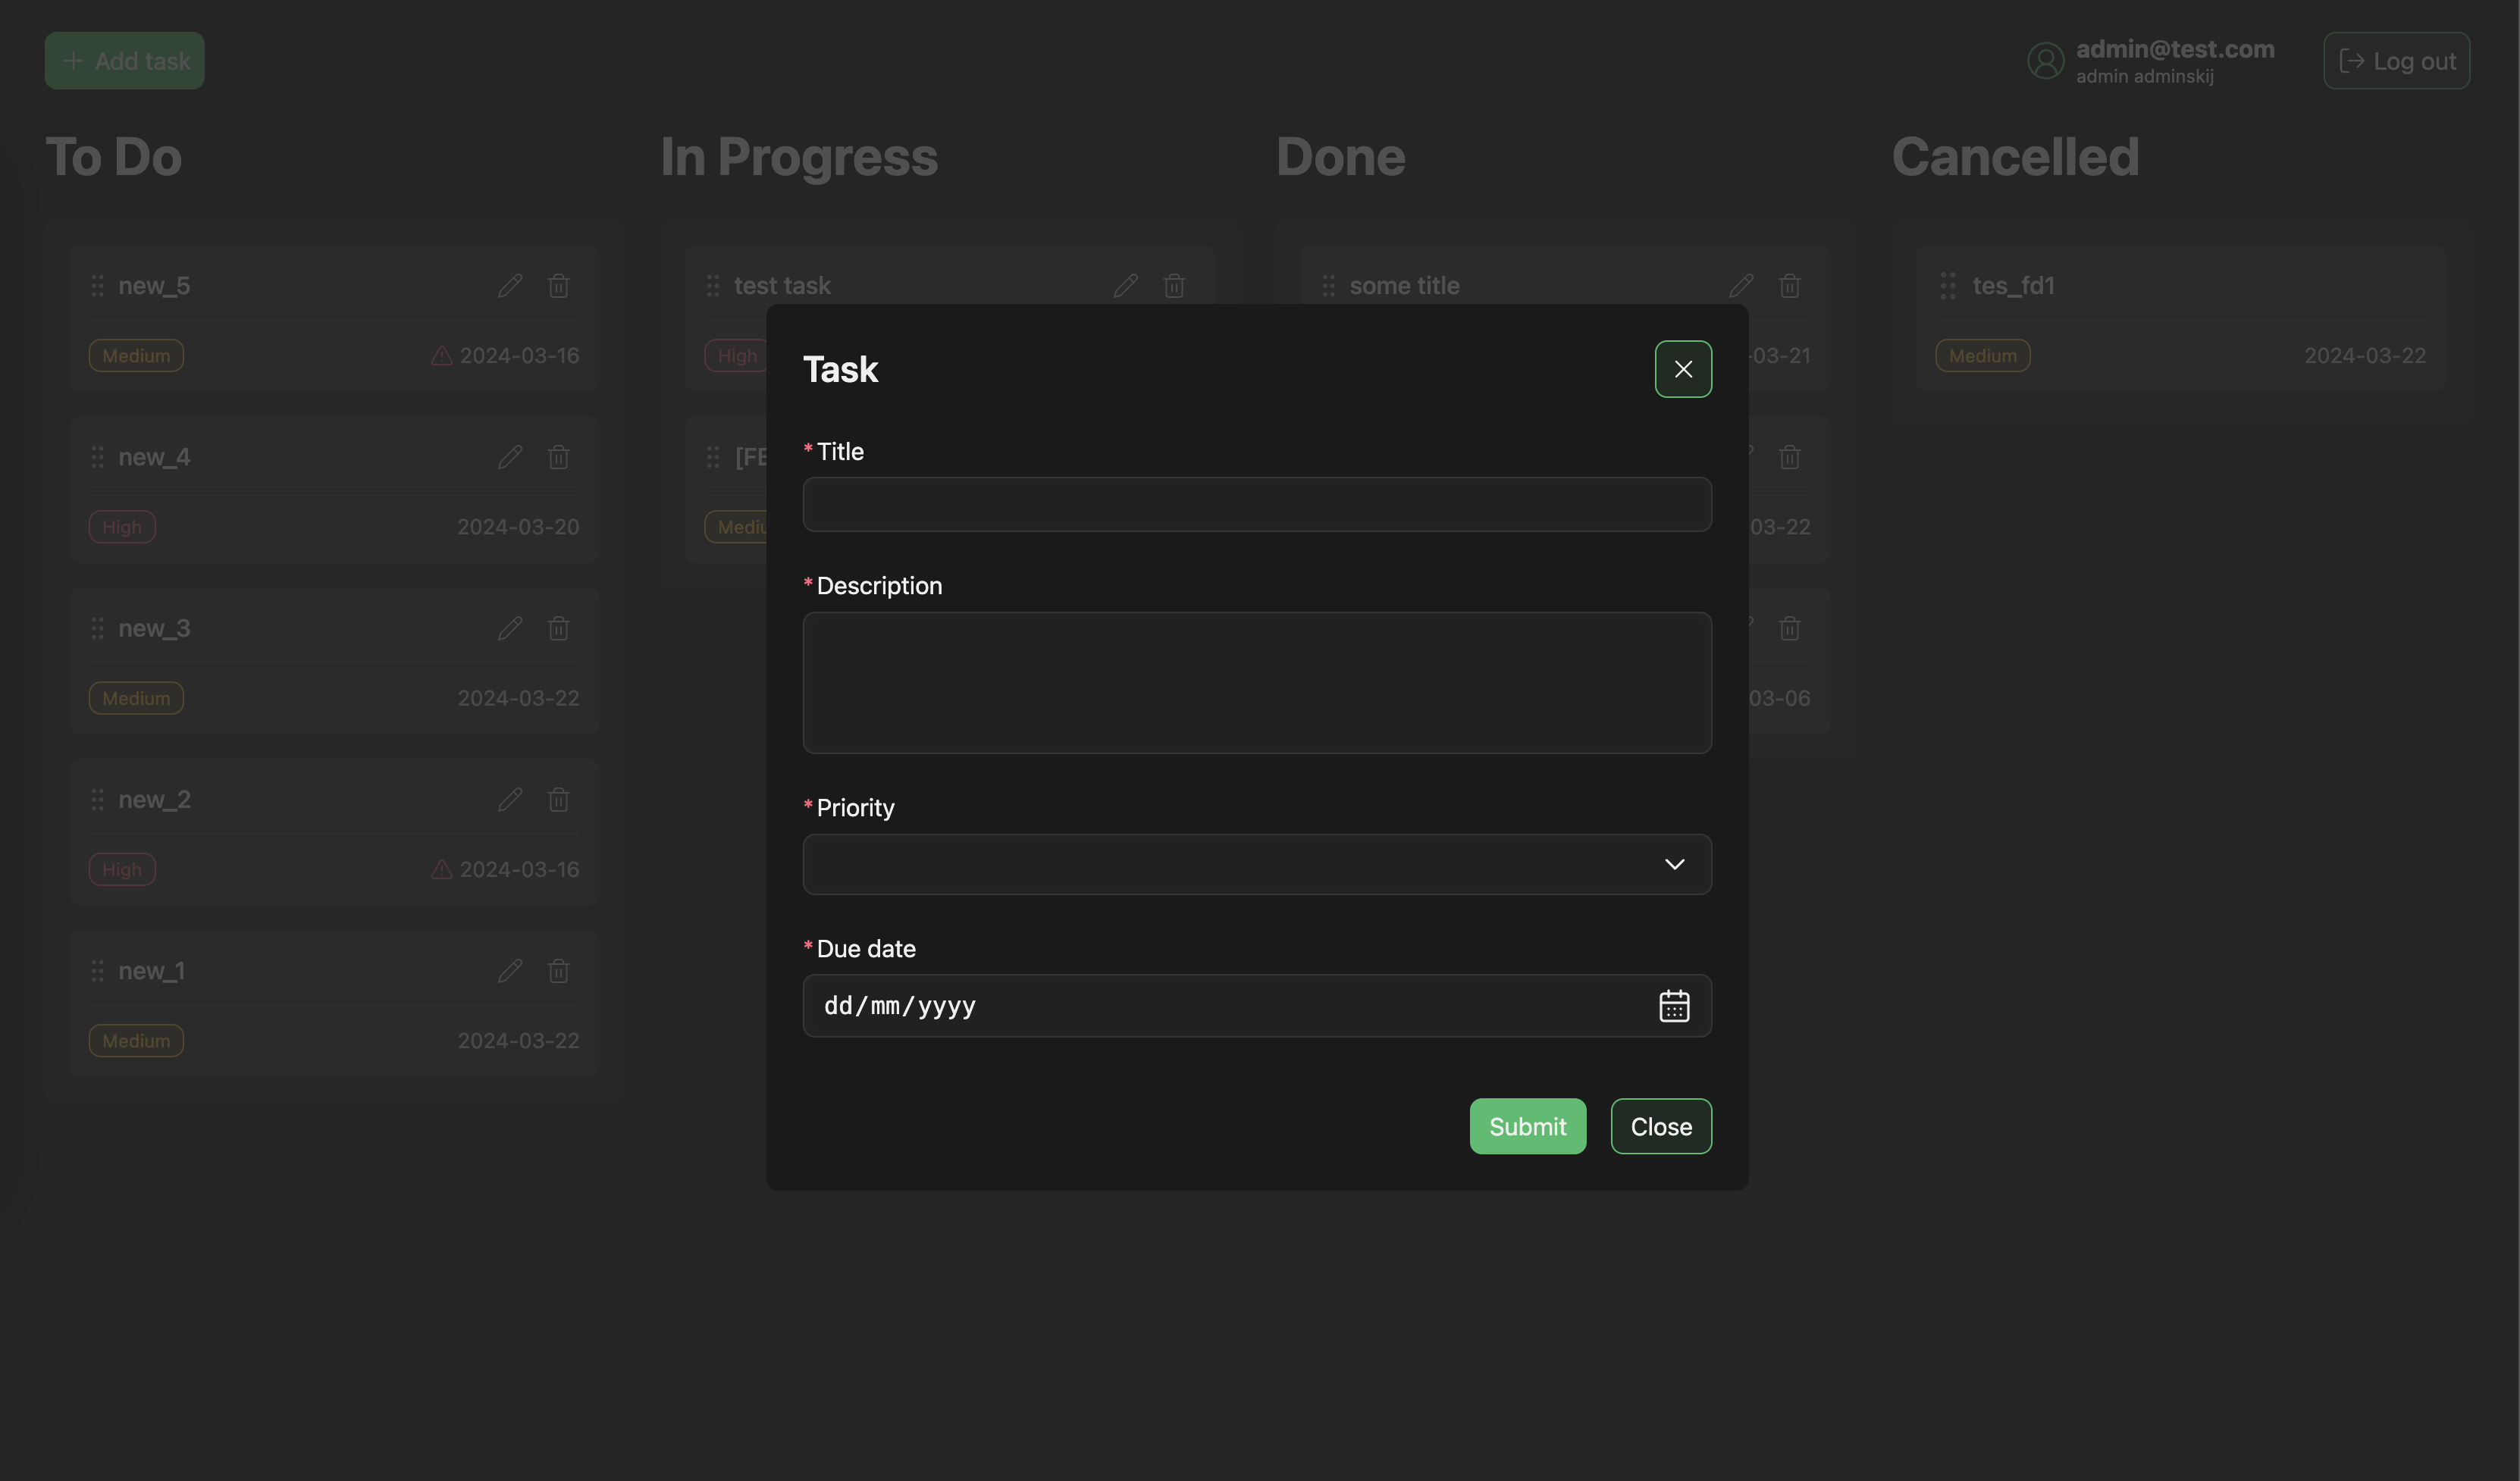 Add task
admin@test.com
admin adminskij
Log out
To Do
In Progress
Done
Cancelled
new_5
Medium
2024-03-16
new_4
High
2024-03-20
new_3
Medium
2024-03-22
new_2
High
2024-03-16
new_1
Medium
2024-03-22
test task
High
[FE
Mediu
some title
-03-21
03-22
03-06
tes_fd1
Medium
2024-03-22
Task
*Title
*Description
*Priority
*Due date
dd/mm/yyyy
Submit
Close